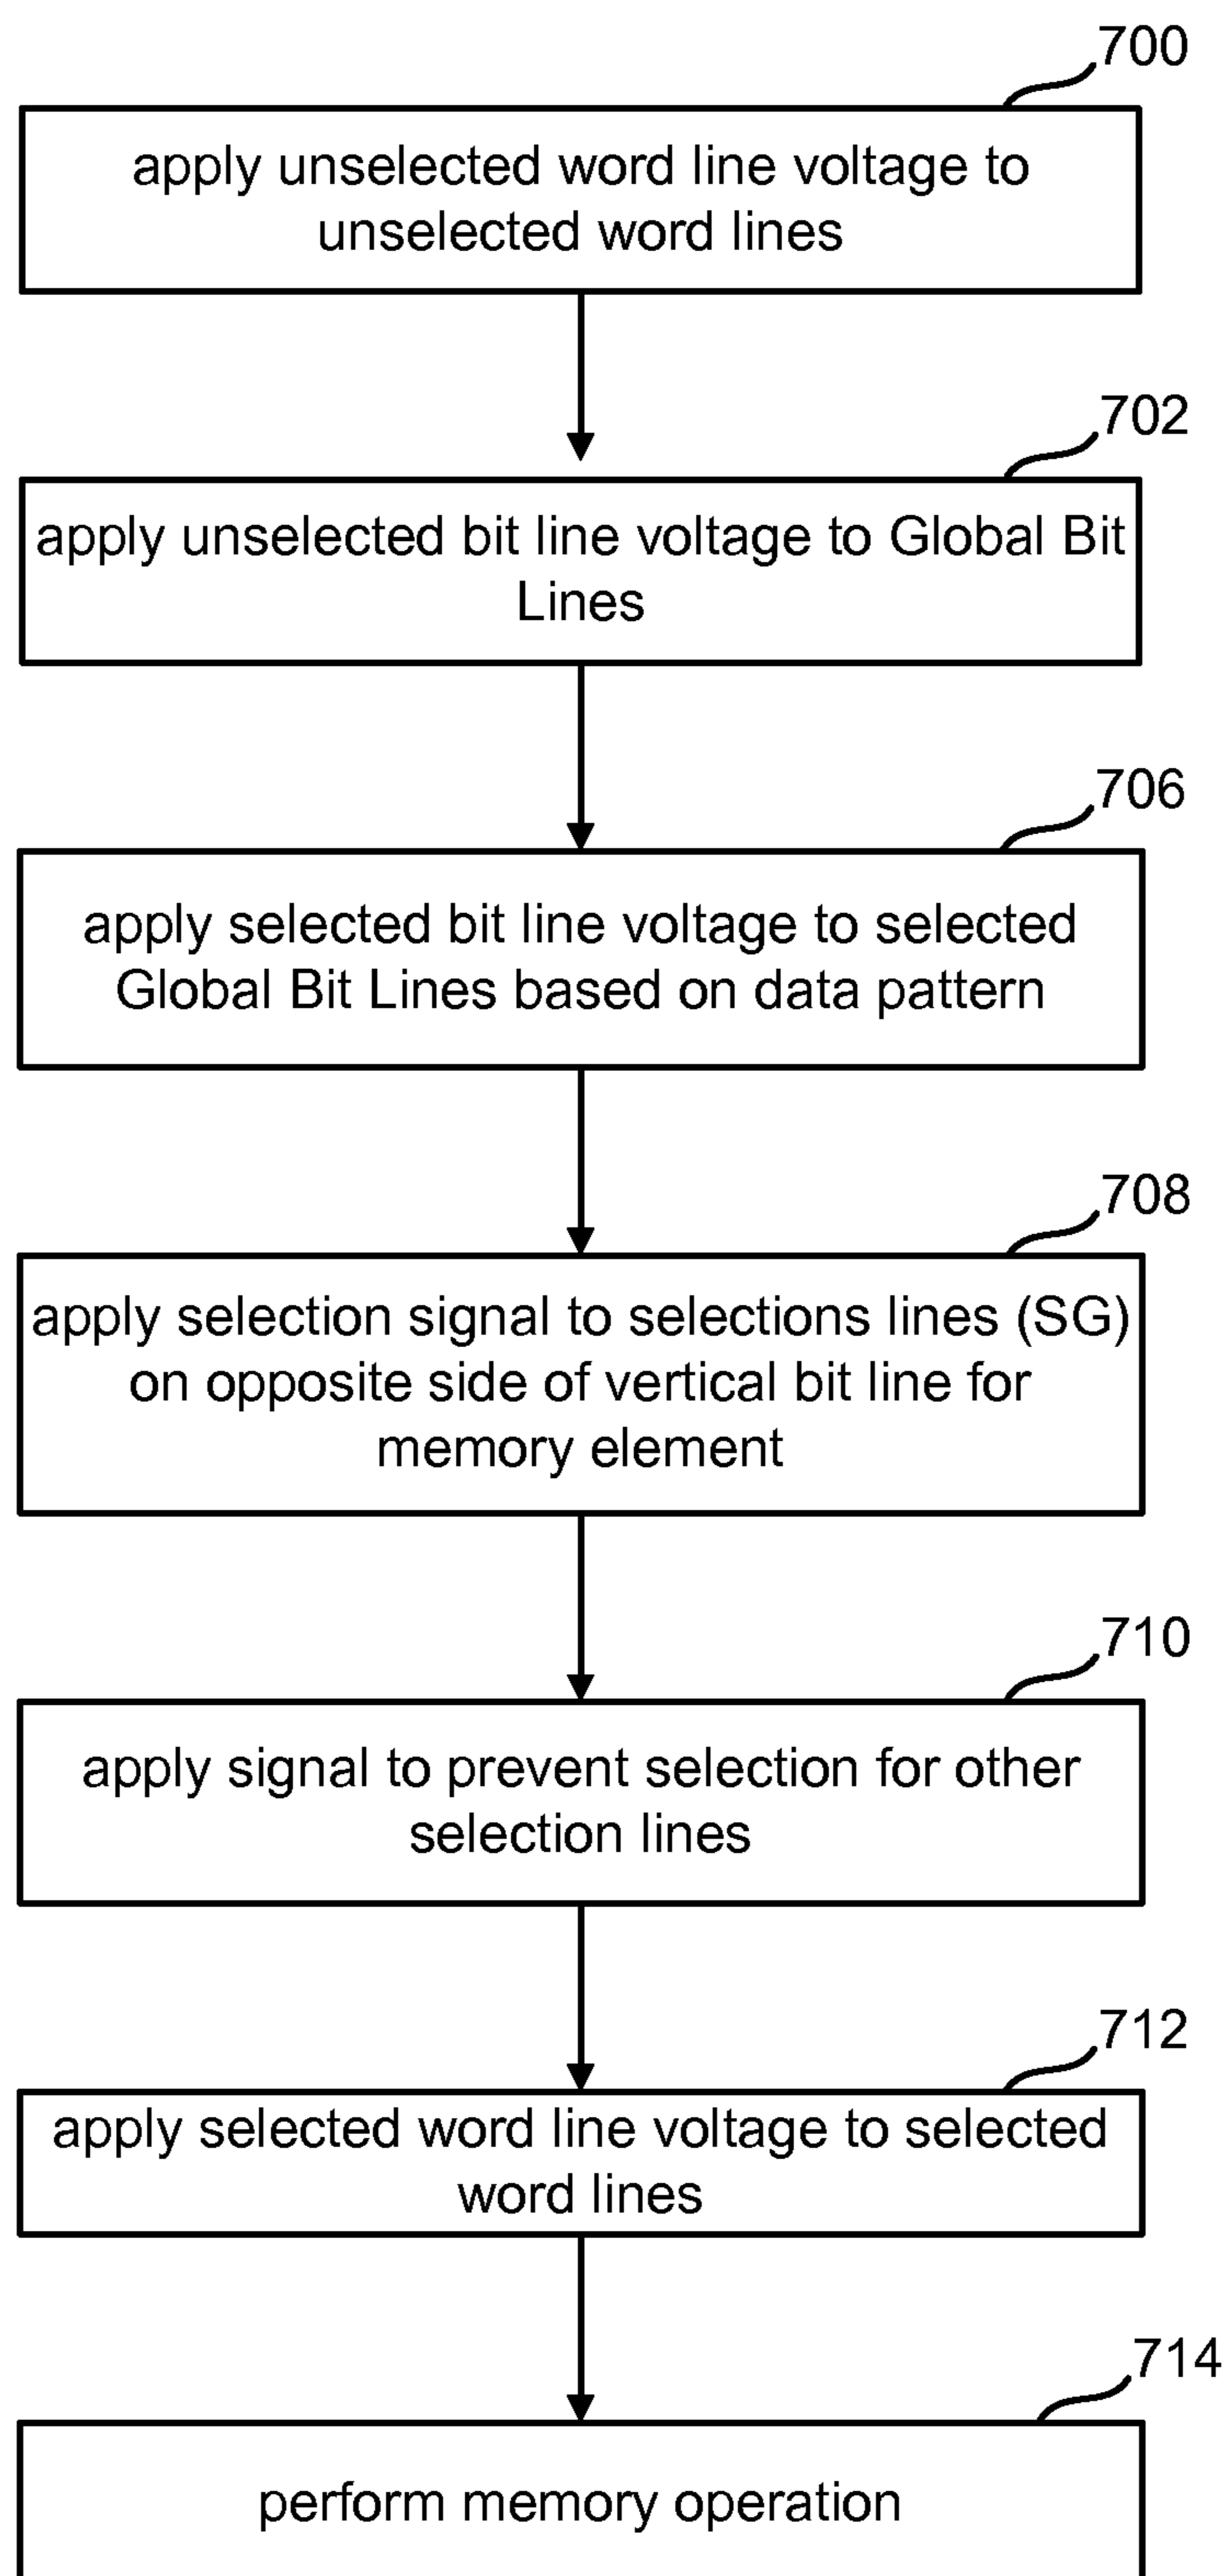 700
apply unselected word line voltage to
unselected word lines
702
apply unselected bit line voltage to Global Bit
Lines
706
apply selected bit line voltage to selected
Global Bit Lines based on data pattern
708
apply selection signal to selections lines (SG)
on opposite side of vertical bit line for
memory element
710
apply signal to prevent selection for other
selection lines
712
apply selected word line voltage to selected
word lines
714
perform memory operation